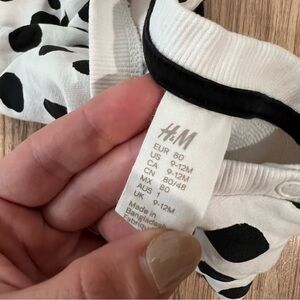 H&M
EUR 80
US 9-12M
CA 9-12M
CN 80/48
MX 80
AUS 1
UK 9-12M
Made in
Bangladesh
Fabriqu